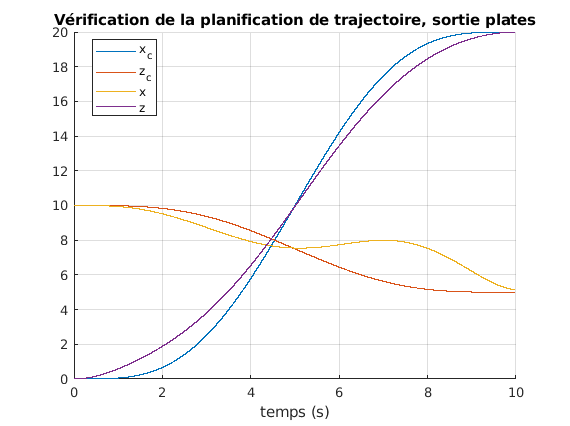 Vérification de la planification de trajectoire, sortie plates
20
18
16
14
12
10
8
6
4
2
0
x_c
z_c
x
z
0 2 4 6 8 10
temps (s)